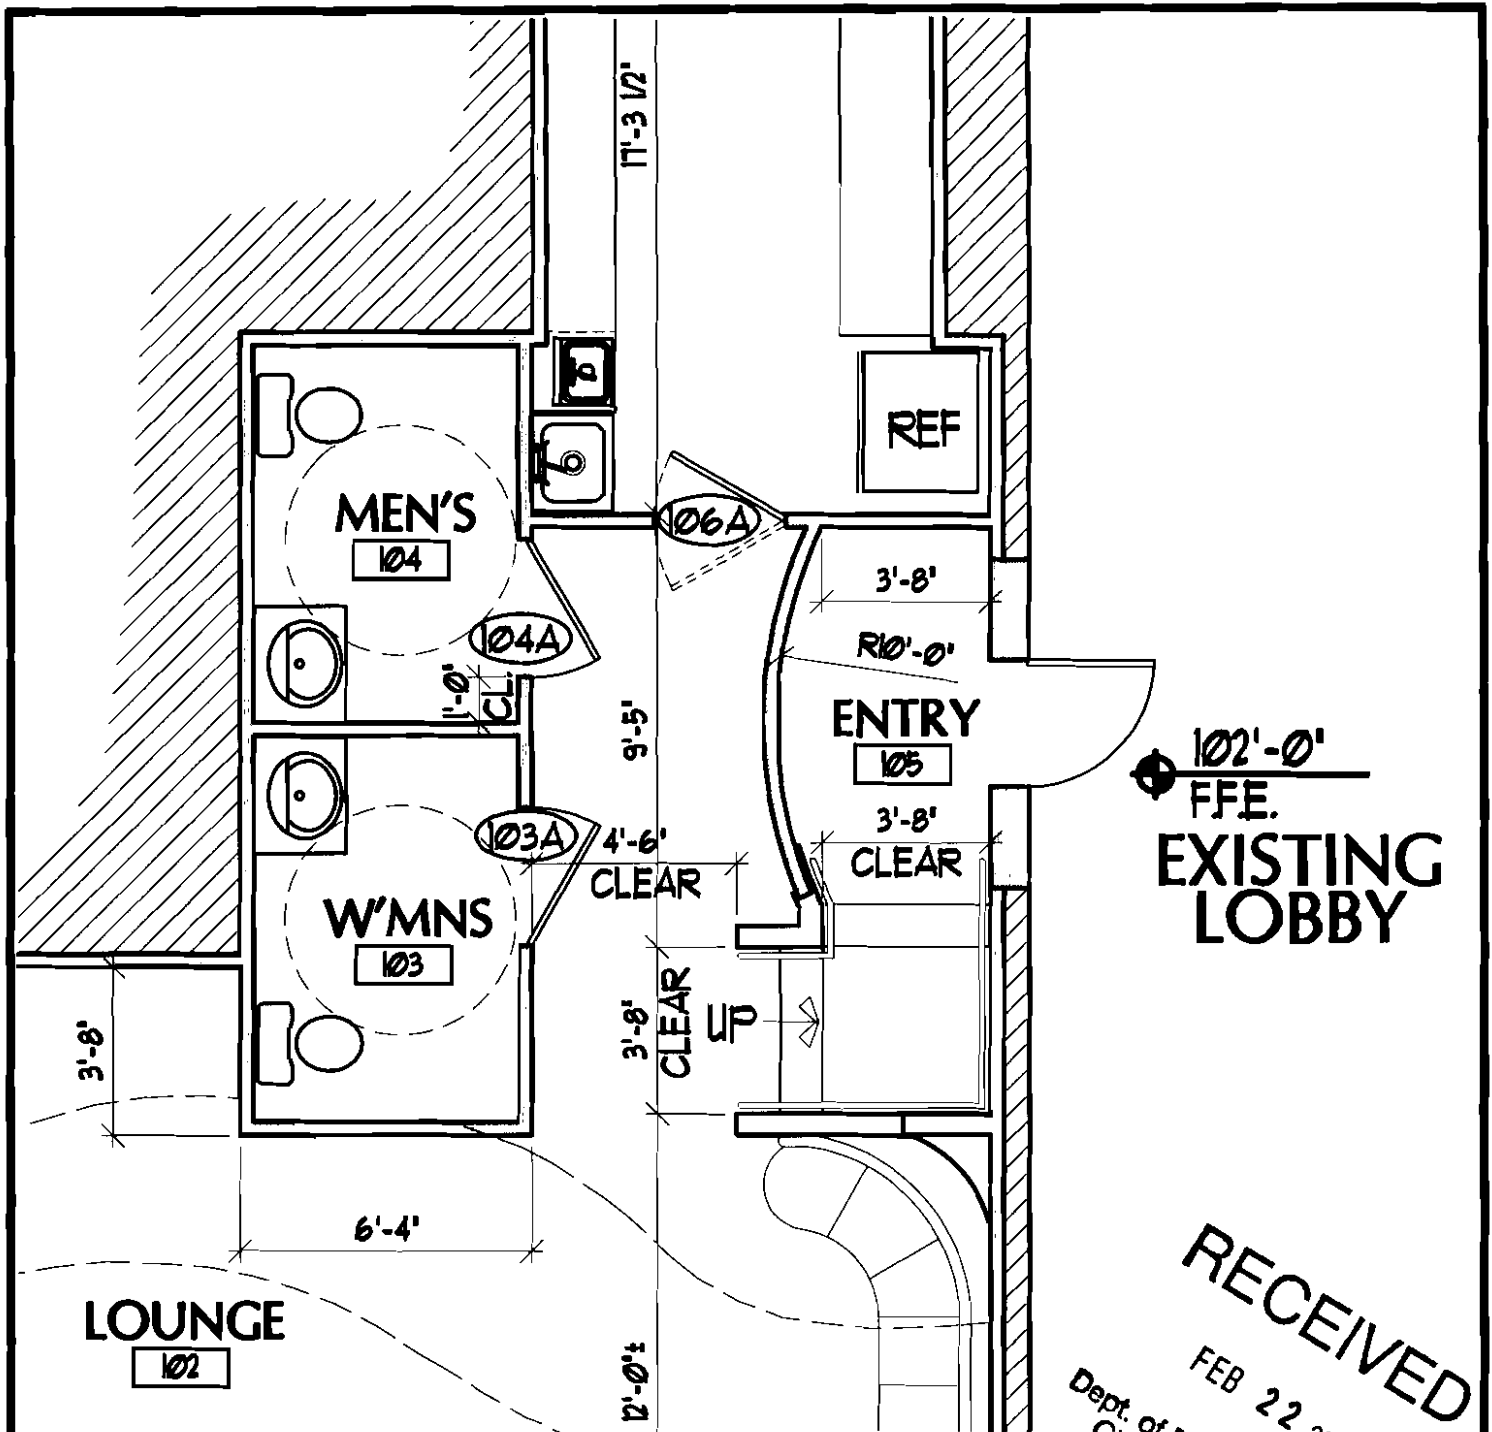 17'-3 1/2"
REF
MEN'S
104
106A
104A
3'-8"
R10'-0"
1'-0"
CL.
9'-5"
ENTRY
105
102'-0"
F.F.E.
EXISTING
LOBBY
103A
4'-6"
CLEAR
3'-8"
CLEAR
W'MNS
103
3'-8"
CLEAR
UP
3'-8"
6'-4"
LOUNGE
102
12'-0"±
RECEIVED
FEB 22
Dept. of